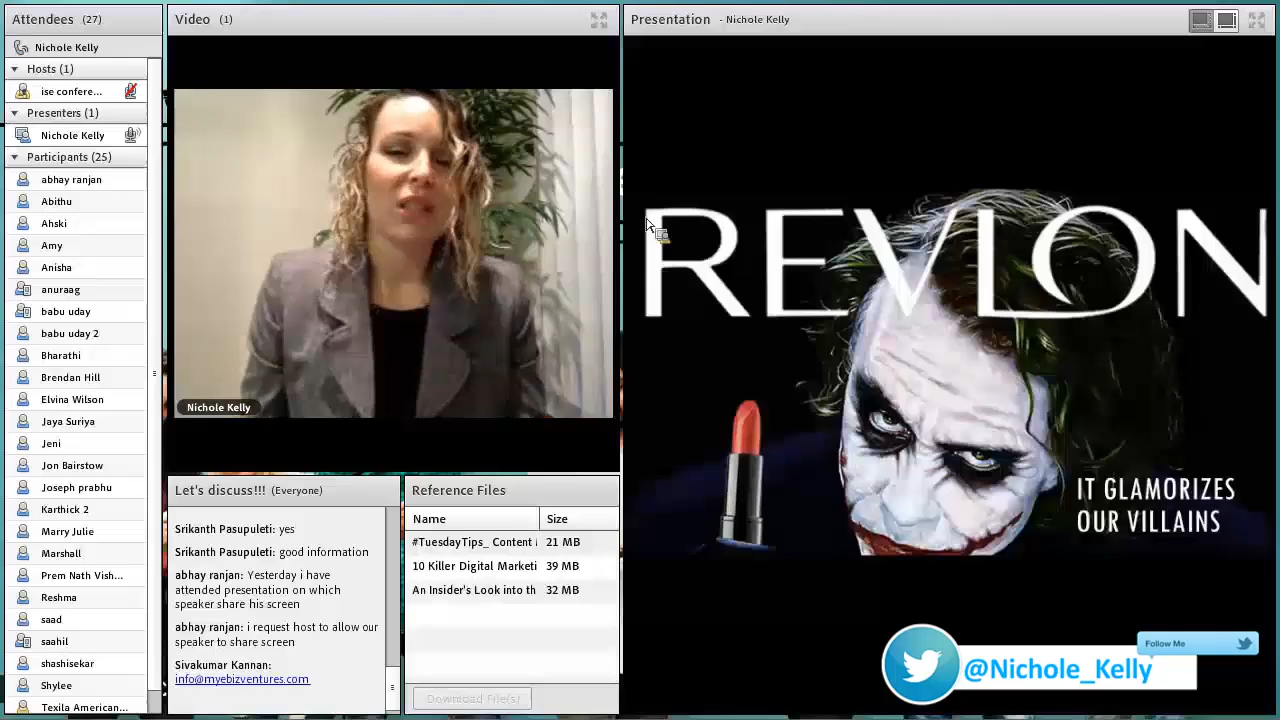 Attendees (27)
Nichole Kelly
Hosts (1)
ise confere...
Presenters (1)
Nichole Kelly
Participants (25)
abhay ranjan
Abithu
Ahski
Amy
Anisha
anuraag
babu uday
babu uday 2
Bharathi
Brendan Hill
Elvina Wilson
Jaya Suriya
Jeni
Jon Bairstow
Joseph prabhu
Karthick 2
Marry Julie
Marshall
Prem Nath Vish...
Reshma
saad
saahil
shashisekar
Shylee
Texila American...
Video (1)
Nichole Kelly
Let's discuss!!! (Everyone)
Srikanth Pasupuleti: yes
Srikanth Pasupuleti: good information
abhay ranjan: Yesterday i have
attended presentation on which
speaker share his screen
abhay ranjan: i request host to allow our
speaker to share screen
Sivakumar Kannan:
info@myebizventures.com
Reference Files
Name Size
#TuesdayTips_ Content 21 MB
10 Killer Digital Marketi 39 MB
An Insider's Look into th 32 MB
Download File(s)
Presentation - Nichole Kelly
REVLON
IT GLAMORIZES
OUR VILLAINS
Follow Me
@Nichole_Kelly